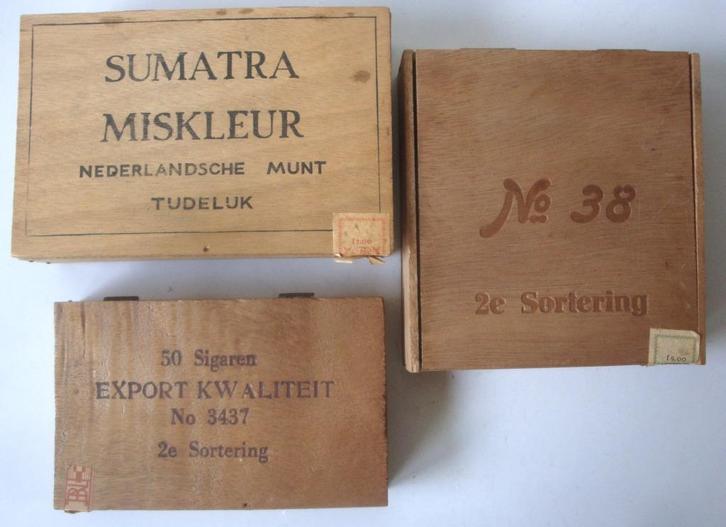 SUMATRA
MISKLEUR
NEDERLANDSCHE MUNT
TUDELUK
No 38
2e Sortering
50 Sigaren
EXPORT KWALITEIT
No 3437
2e Sortering